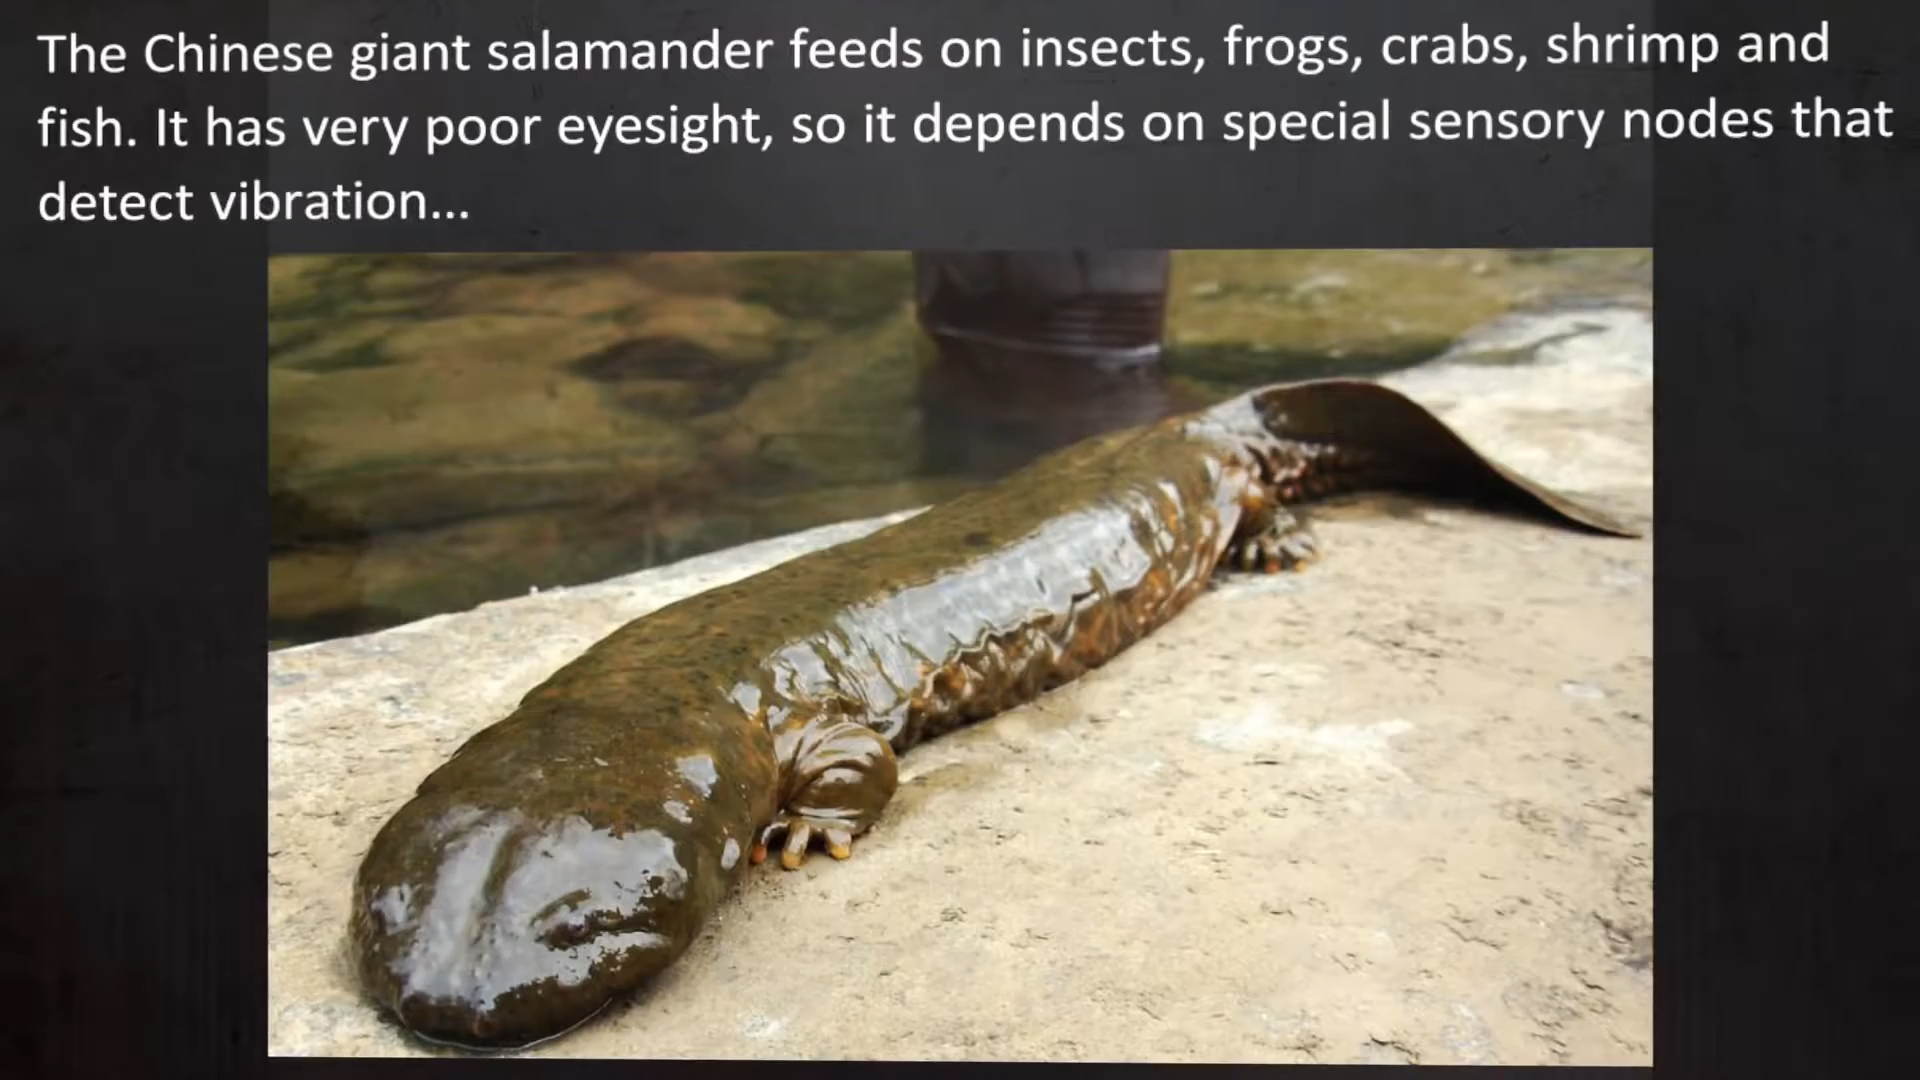 The Chinese giant salamander feeds on insects, frogs, crabs, shrimp and
fish. It has very poor eyesight, so it depends on special sensory nodes that
detect vibration...